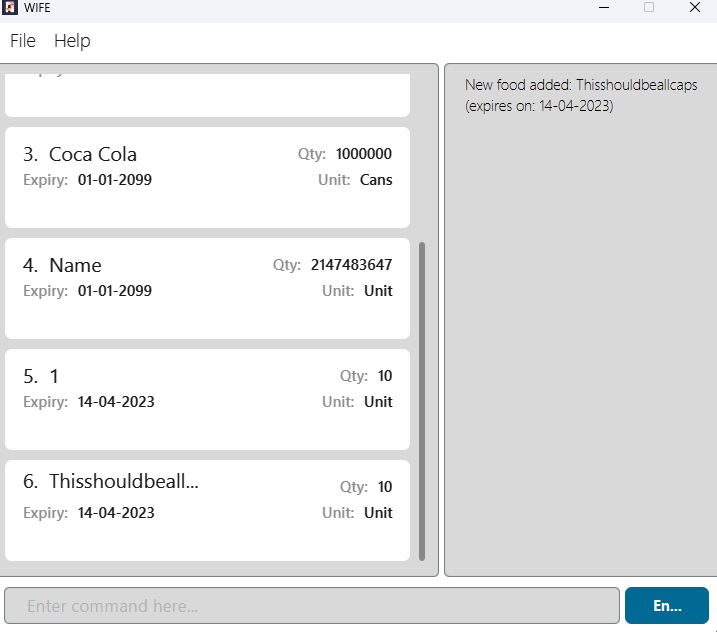 WIFE
File Help
3. Coca Cola Qty: 1000000
Expiry: 01-01-2099 Unit: Cans
4. Name Qty: 2147483647
Expiry: 01-01-2099 Unit: Unit
5. 1 Qty: 10
Expiry: 14-04-2023 Unit: Unit
6. Thisshouldbeall... Qty: 10
Expiry: 14-04-2023 Unit: Unit
New food added: Thisshouldbeallcaps
(expires on: 14-04-2023)
Enter command here...
En...